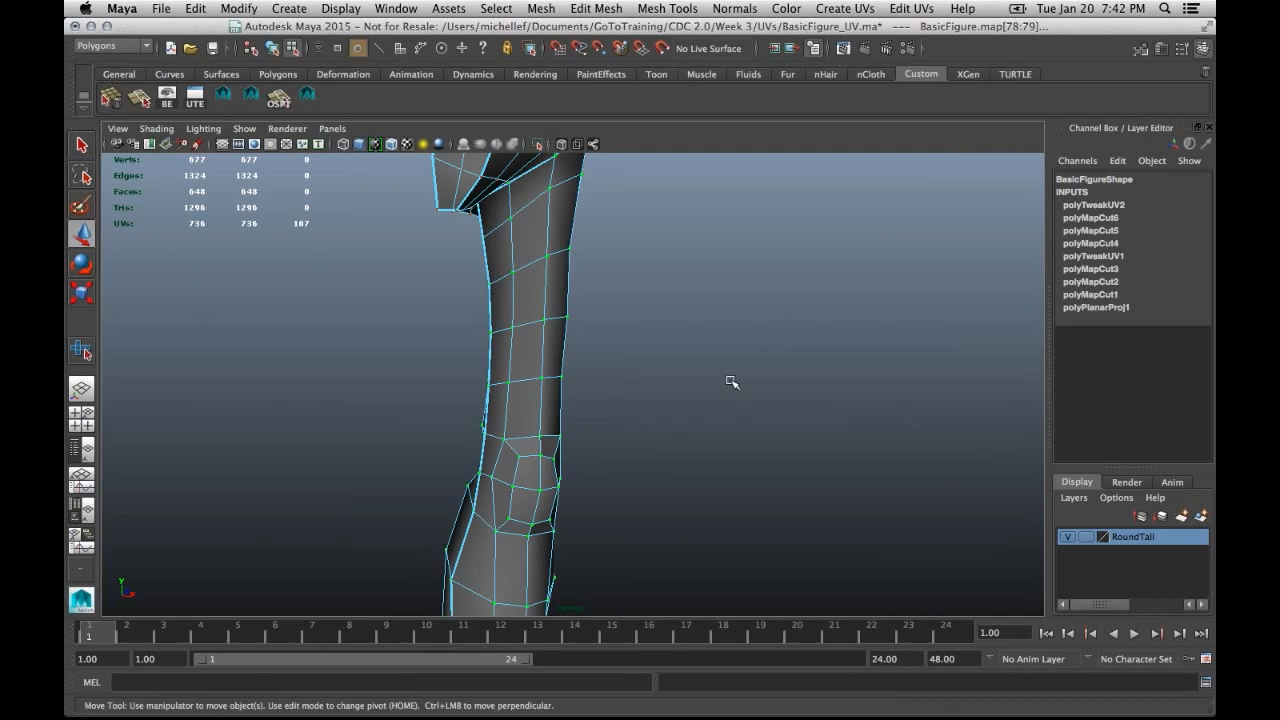 Maya File Edit Modify Create Display Window Assets Select Mesh Edit Mesh Mesh Tools Normals Color Create UVs Edit UVs Help Tue Jan 20 7:42 PM
Autodesk Maya 2015 - Not for Resale: /Users/michellef/Documents/GoToTraining/CDC 2.0/Week 3/UVs/BasicFigure_UV.ma* --- BasicFigure.map[78:79]...
Polygons No Live Surface
General Curves Surfaces Polygons Deformation Animation Dynamics Rendering PaintEffects Toon Muscle Fluids Fur nHair nCloth Custom XGen TURTLE
BE UTE OSPT
View Shading Lighting Show Renderer Panels
Channel Box / Layer Editor
Channels Edit Object Show
Verts: 677 677 0
Edges: 1324 1324 0
Faces: 648 648 0
Tris: 1296 1296 0
UVs: 736 736 107
BasicFigureShape
INPUTS
polyTweakUV2
polyMapCut6
polyMapCut5
polyMapCut4
polyTweakUV1
polyMapCut3
polyMapCut2
polyMapCut1
polyPlanarProj1
Display Render Anim
Layers Options Help
V RoundTall
y
x
MAYA
1 2 3 4 5 6 7 8 9 10 11 12 13 14 15 16 17 18 19 20 21 22 23 24
1 1.00
1.00 1.00 1 24 24.00 48.00 No Anim Layer No Character Set
MEL
Move Tool: Use manipulator to move object(s). Use edit mode to change pivot (HOME). Ctrl+LMB to move perpendicular.